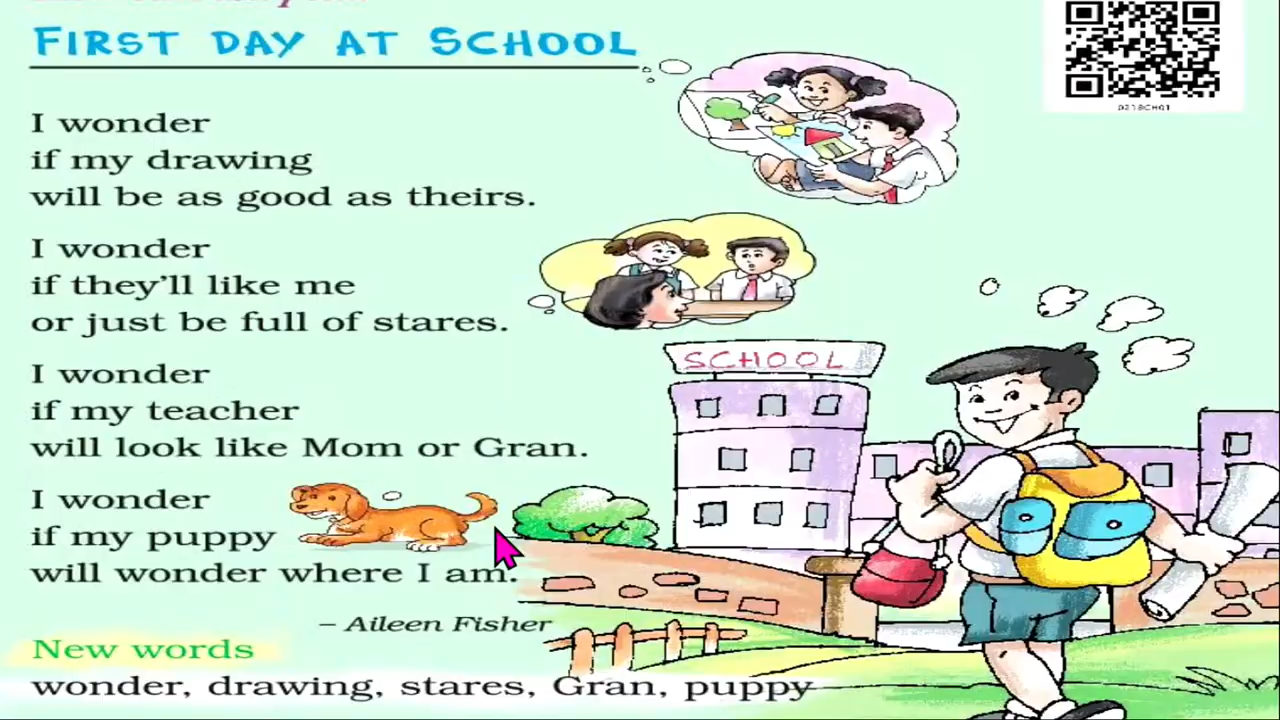 FIRST DAY AT SCHOOL
I wonder
if my drawing
will be as good as theirs.
I wonder
if they'll like me
or just be full of stares.
I wonder
if my teacher
will look like Mom or Gran.
I wonder
if my puppy
will wonder where I am.
– Aileen Fisher
New words
wonder, drawing, stares, Gran, puppy
SCHOOL
0218CH01